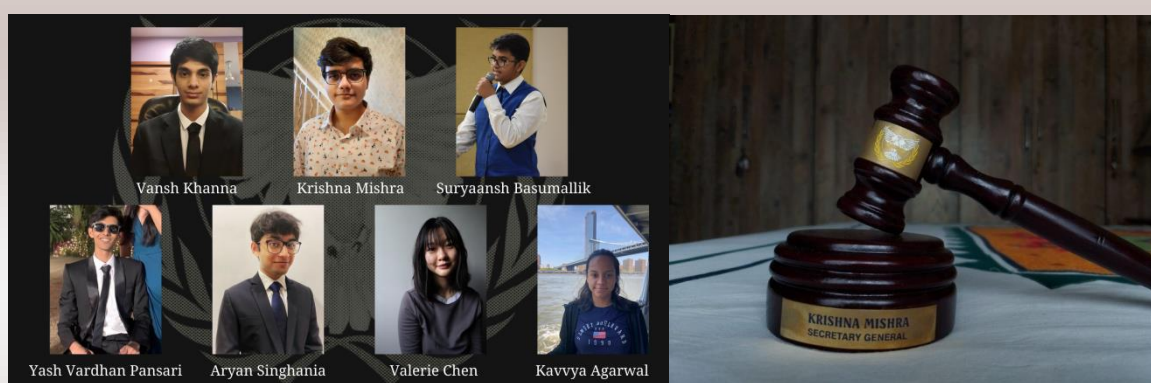 Vansh Khanna
Krishna Mishra
Suryaansh Basumallik
Yash Vardhan Pansari
Aryan Singhania
Valerie Chen
Kavvya Agarwal
KRISHNA MISHRA
SECRETARY GENERAL